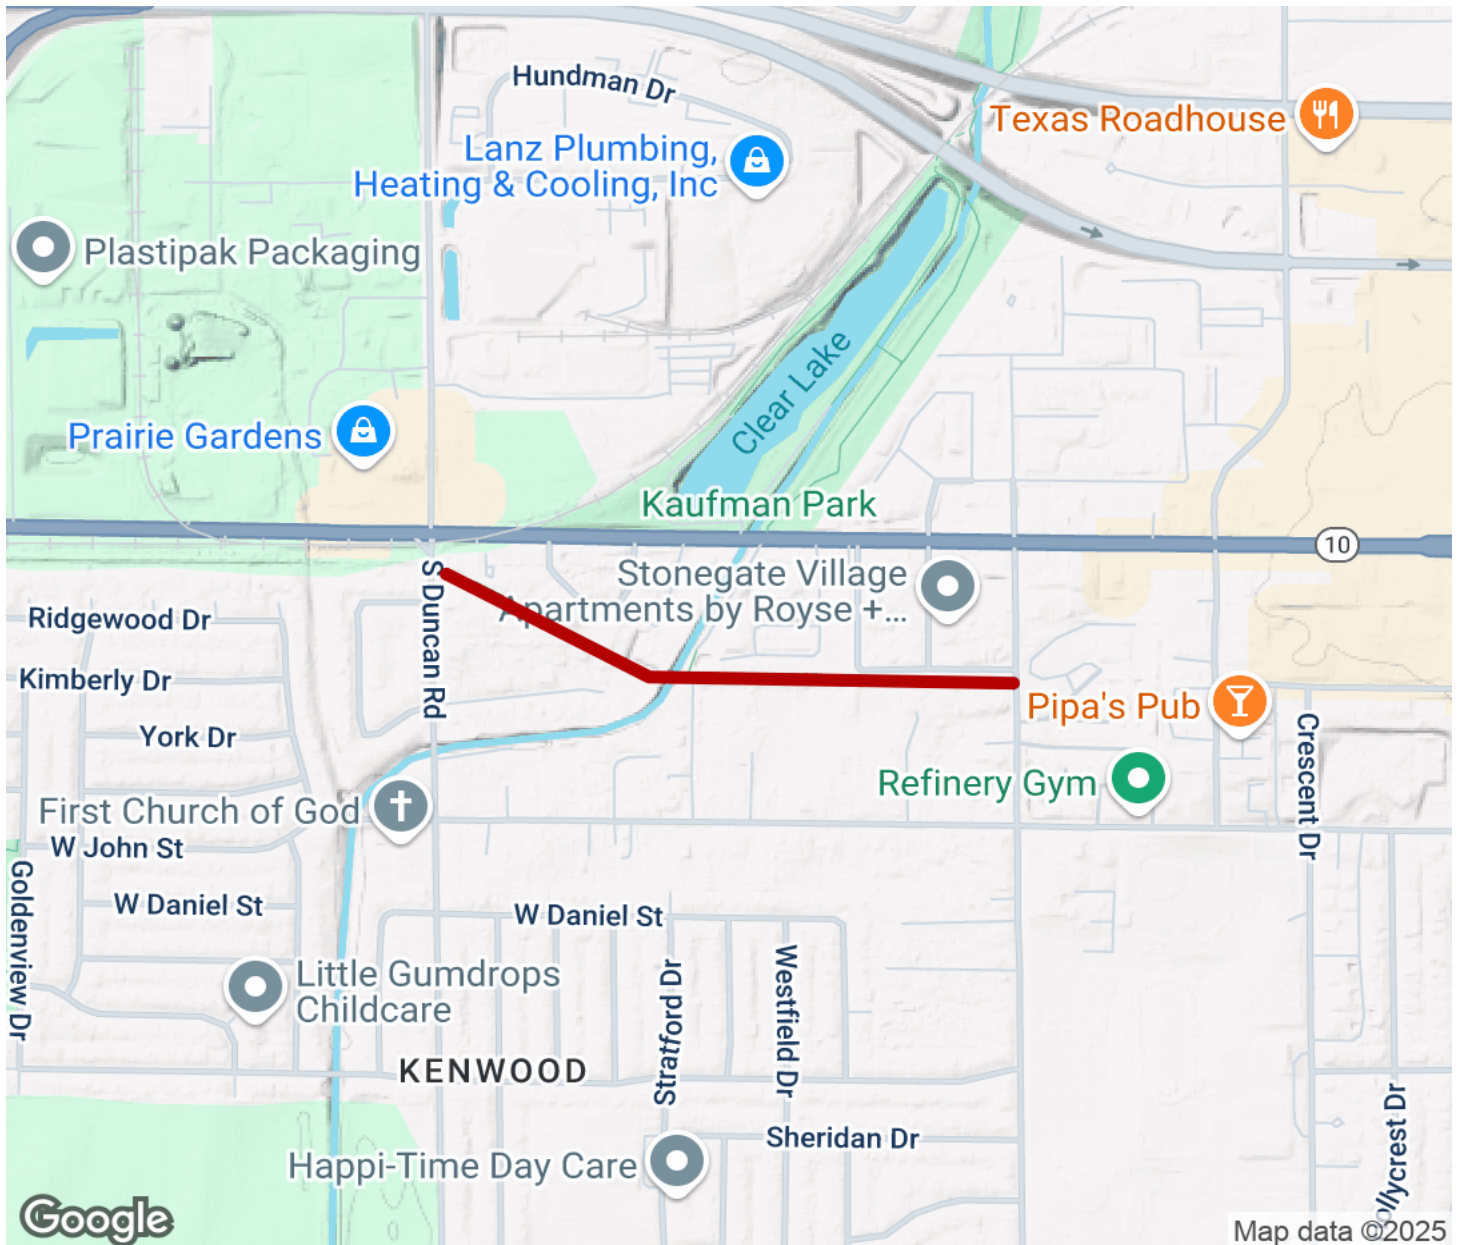 Hundman Dr
Texas Roadhouse
Lanz Plumbing,
Heating & Cooling, Inc
Plastipak Packaging
Clear Lake
Prairie Gardens
Kaufman Park
10
S Duncan Rd
Stonegate Village
Apartments by Royse +...
Ridgewood Dr
Kimberly Dr
Pipa's Pub
York Dr
Crescent Dr
Refinery Gym
First Church of God
W John St
Goldenview Dr
W Daniel St
W Daniel St
Little Gumdrops
Childcare
Stratford Dr
Westfield Dr
KENWOOD
ollycrest Dr
Sheridan Dr
Happi-Time Day Care
Google
Map data ©2025